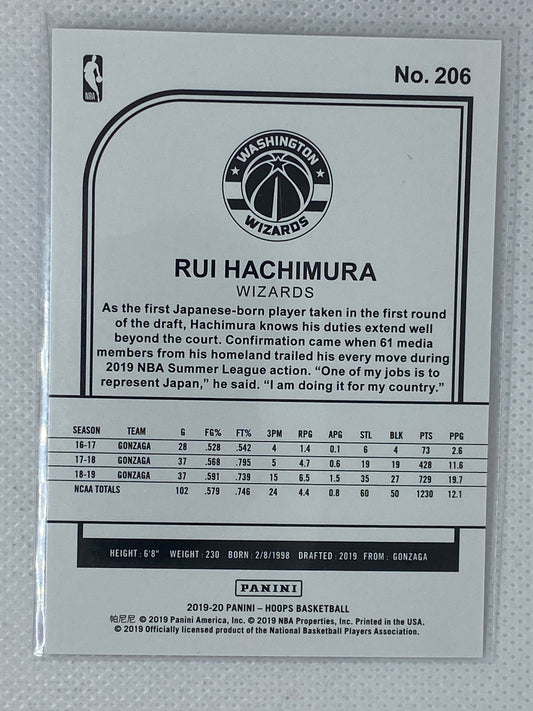 NBA
No. 206
WASHINGTON
WIZARDS
RUI HACHIMURA
WIZARDS
As the first Japanese-born player taken in the first round
of the draft, Hachimura knows his duties extend well
beyond the court. Confirmation came when 61 media
members from his homeland trailed his every move during
2019 NBA Summer League action. “One of my jobs is to
represent Japan,” he said. “I am doing it for my country.”
SEASON TEAM G FG% FT% 3PM RPG APG STL BLK PTS PPG
16-17 GONZAGA 28 .528 .542 4 1.4 0.1 6 4 73 2.6
17-18 GONZAGA 37 .568 .795 5 4.7 0.6 19 19 428 11.6
18-19 GONZAGA 37 .591 .739 15 6.5 1.5 35 27 729 19.7
NCAA TOTALS 102 .579 .746 24 4.4 0.8 60 50 1230 12.1
HEIGHT: 6'8" WEIGHT: 230 BORN: 2/8/1998 DRAFTED: 2019 FROM: GONZAGA
PANINI
2019-20 PANINI – HOOPS BASKETBALL
帕尼尼 © 2019 Panini America, Inc. © 2019 NBA Properties, Inc. Printed in the USA.
© 2019 Officially licensed product of the National Basketball Players Association.